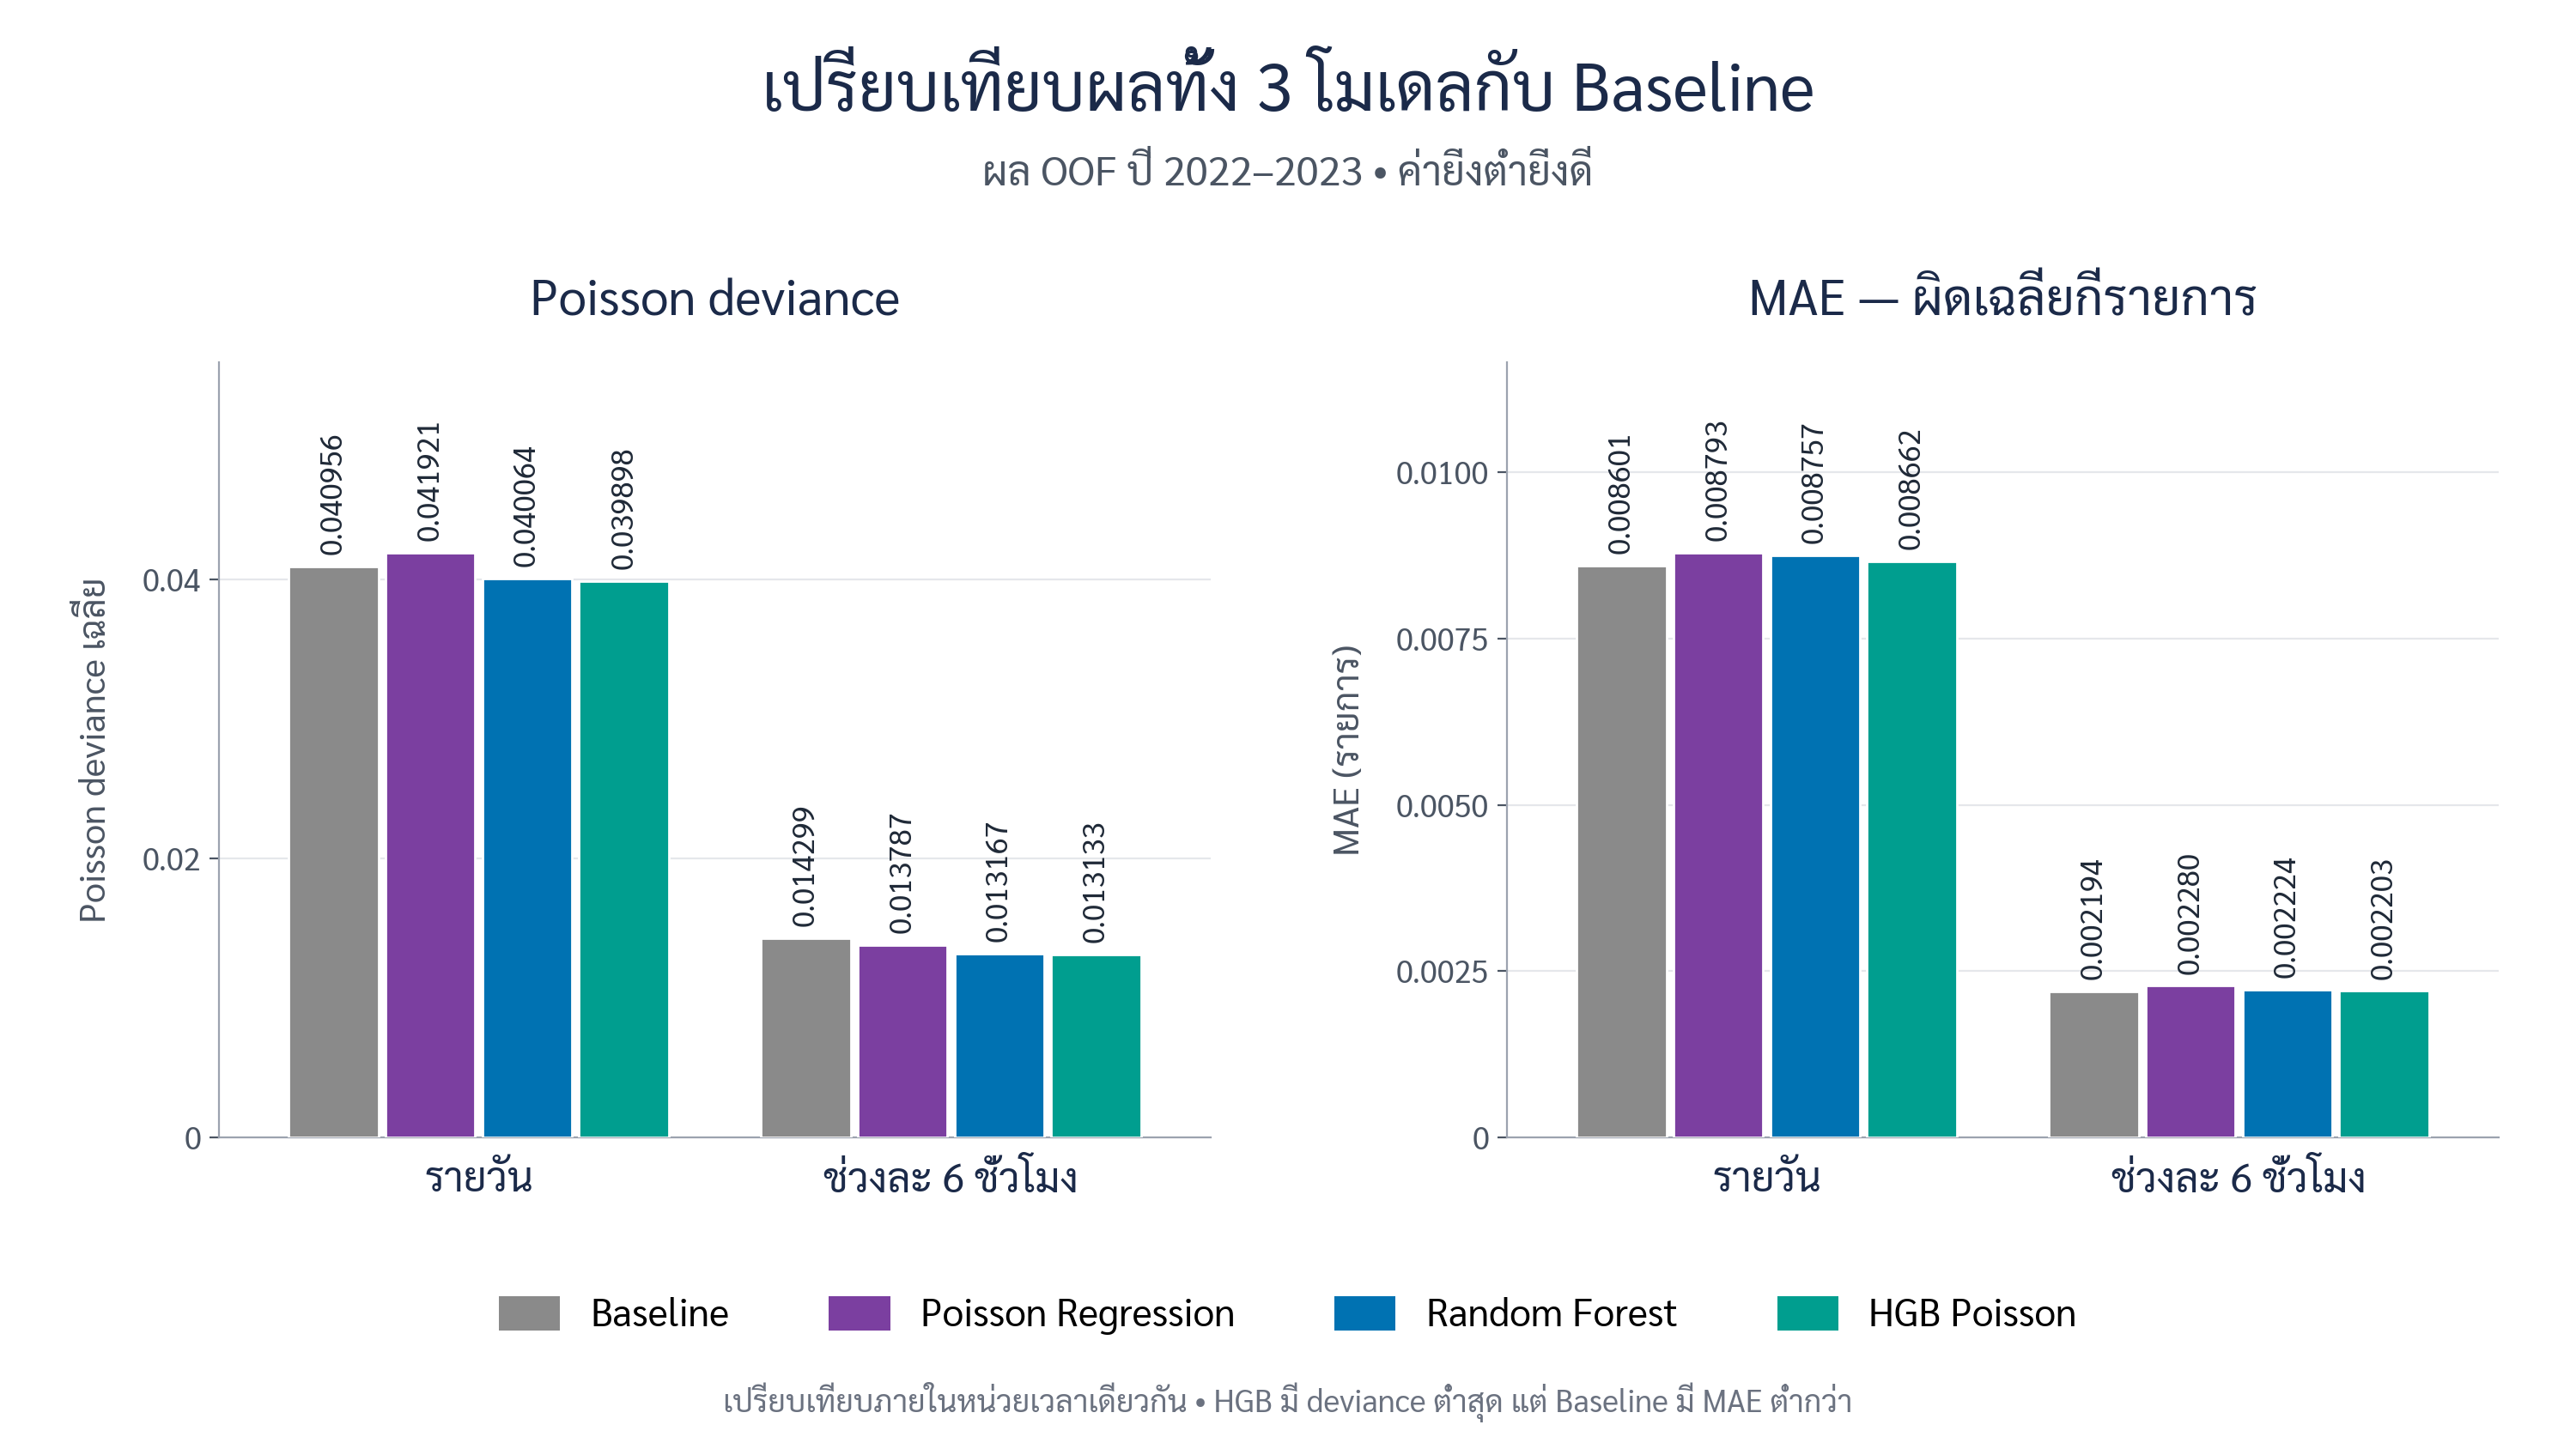 เปรียบเทียบผลทั้ง 3 โมเดลกับ Baseline
ผล OOF ปี 2022–2023 • ค่ายิ่งต่ำยิ่งดี
Poisson deviance
Poisson deviance เฉลี่ย
0.04
0.02
0
0.040956
0.041921
0.040064
0.039898
0.014299
0.013787
0.013167
0.013133
รายวัน
ช่วงละ 6 ชั่วโมง
MAE — ผิดเฉลี่ยกี่รายการ
MAE (รายการ)
0.0100
0.0075
0.0050
0.0025
0
0.008601
0.008793
0.008757
0.008662
0.002194
0.002280
0.002224
0.002203
รายวัน
ช่วงละ 6 ชั่วโมง
Baseline
Poisson Regression
Random Forest
HGB Poisson
เปรียบเทียบภายในหน่วยเวลาเดียวกัน • HGB มี deviance ต่ำสุด แต่ Baseline มี MAE ต่ำกว่า